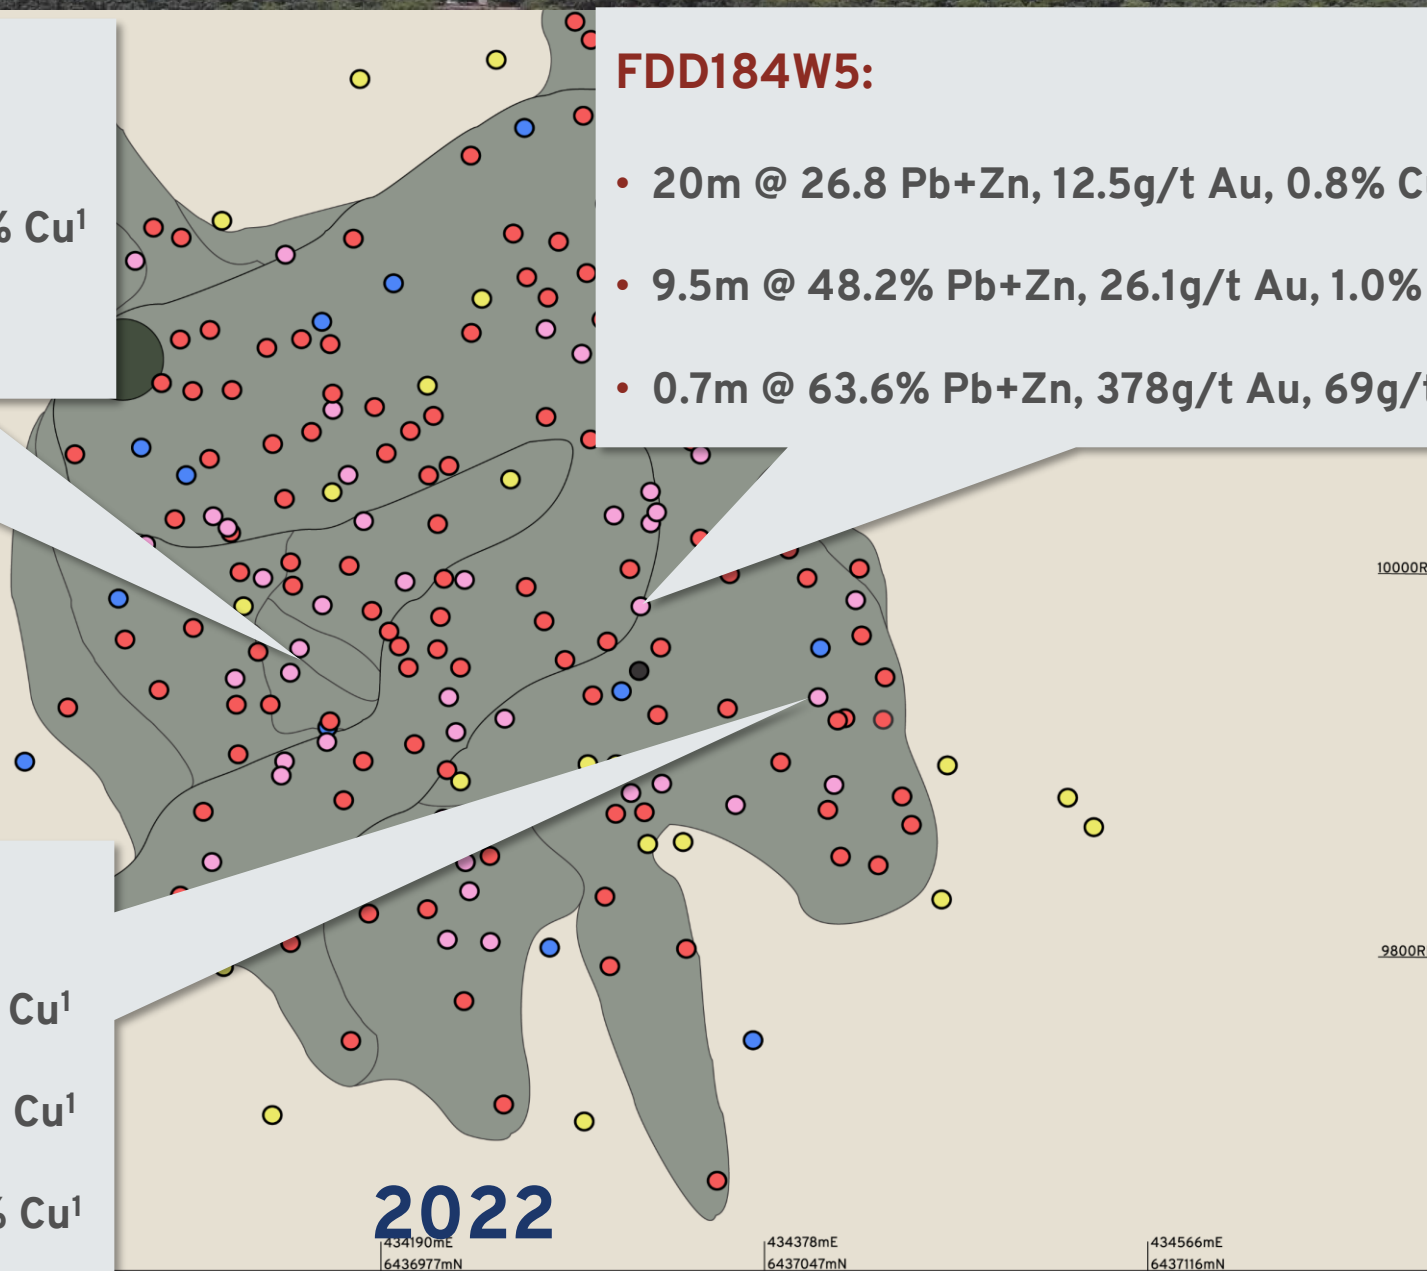 % Cu¹
FDD184W5:
• 20m @ 26.8 Pb+Zn, 12.5g/t Au, 0.8%
• 9.5m @ 48.2% Pb+Zn, 26.1g/t Au, 1.0%
• 0.7m @ 63.6% Pb+Zn, 378g/t Au,
10000R
9800R
Cu¹
Cu¹
% Cu¹
2022
434190mE
6436977mN
434378mE
6437047mN
434566mE
6437116mN